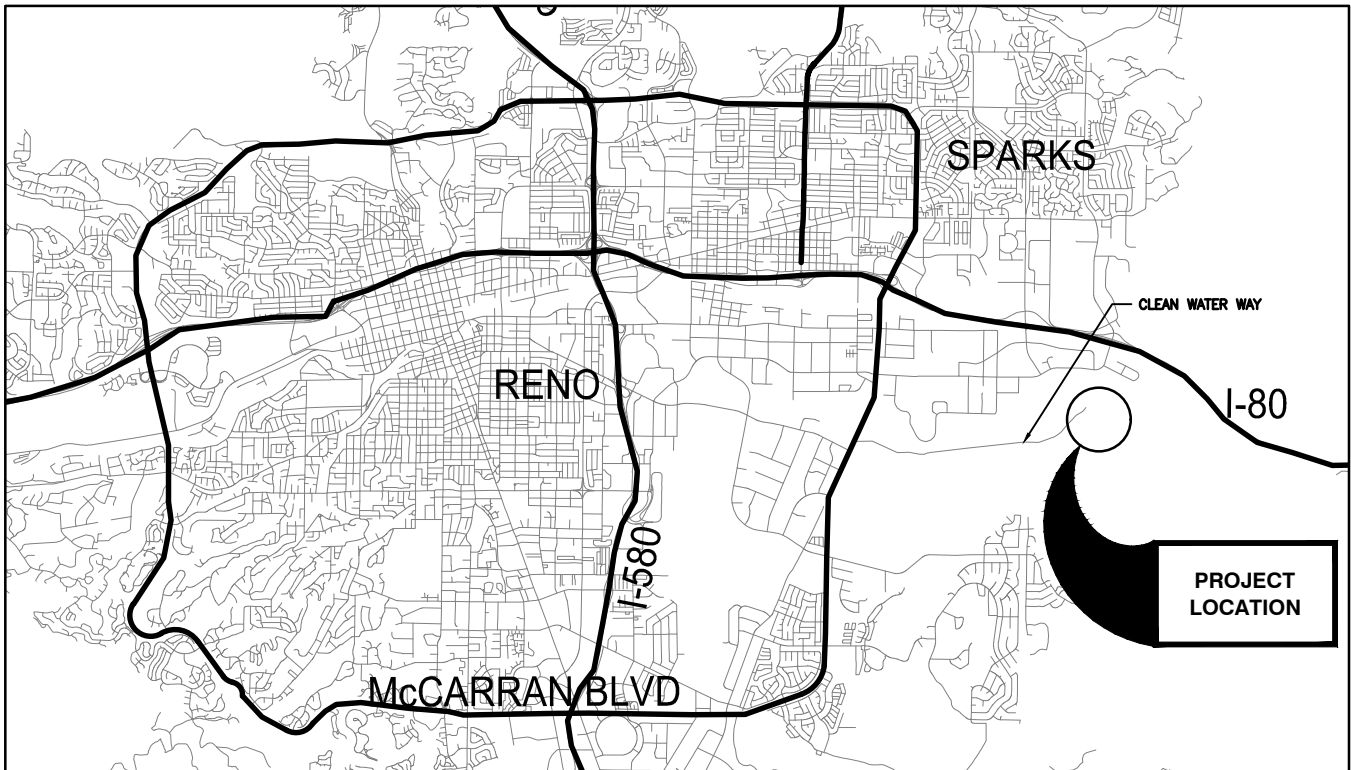 SPARKS
CLEAN WATER WAY
RENO
I-80
I-580
PROJECT
LOCATION
McCARRAN BLVD